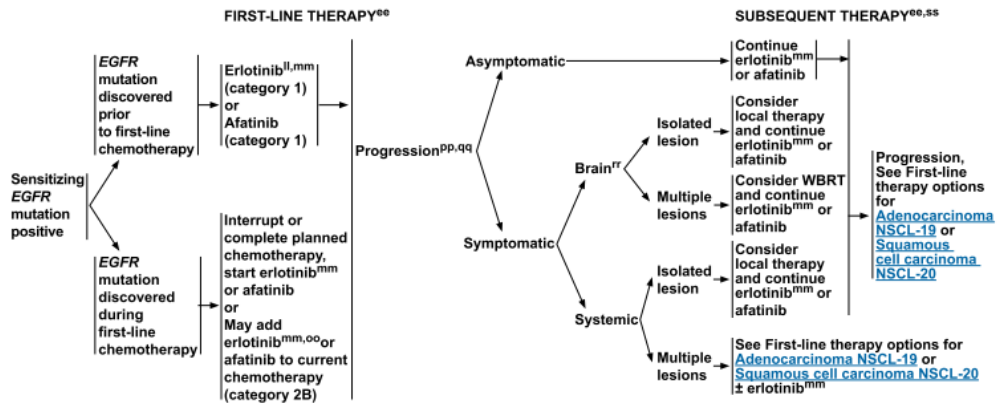 FIRST-LINE THERAPYee
SUBSEQUENT THERAPYee,ss
Sensitizing
EGFR
mutation
positive
EGFR
mutation
discovered
prior
to first-line
chemotherapy
Erlotinibll,mm
(category 1)
or
Afatinib
(category 1)
EGFR
mutation
discovered
during
first-line
chemotherapy
Interrupt or
complete planned
chemotherapy,
start erlotinibmm
or afatinib
or
May add
erlotinibmm,oo or
afatinib to current
chemotherapy
(category 2B)
Progressionpp,qq
Asymptomatic
Continue
erlotinibmm
or afatinib
Symptomatic
Brainrr
Isolated
lesion
Consider
local therapy
and continue
erlotinibmm or
afatinib
Multiple
lesions
Consider WBRT
and continue
erlotinibmm or
afatinib
Systemic
Isolated
lesion
Consider
local therapy
and continue
erlotinibmm or
afatinib
Multiple
lesions
See First-line therapy options for
Adenocarcinoma NSCL-19 or
Squamous cell carcinoma NSCL-20
± erlotinibmm
Progression,
See First-line
therapy options
for
Adenocarcinoma
NSCL-19 or
Squamous
cell carcinoma
NSCL-20